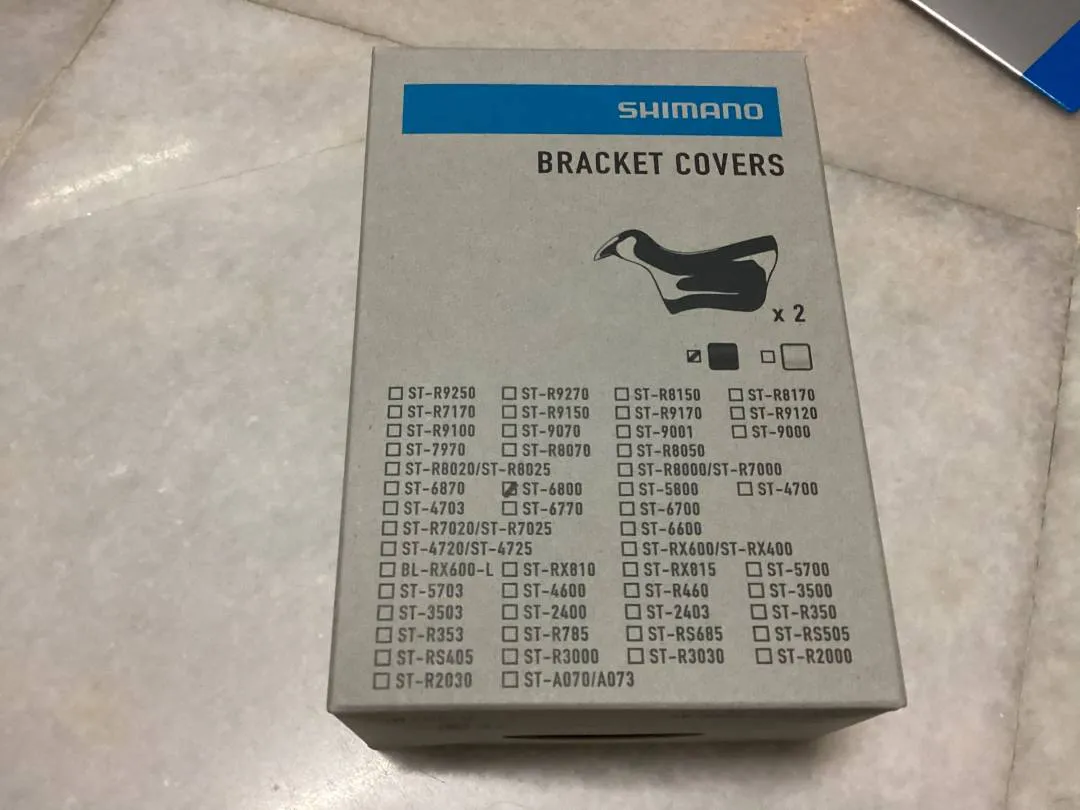 SHIMANO
BRACKET COVERS
x 2
ST-R9250 ST-R9270 ST-R8150 ST-R8170
ST-R7170 ST-R9150 ST-R9170 ST-R9120
ST-R9100 ST-9070 ST-9001 ST-9000
ST-7970 ST-R8070 ST-R8050
ST-R8020/ST-R8025 ST-R8000/ST-R7000
ST-6870 ST-6800 ST-5800 ST-4700
ST-4703 ST-6770 ST-6700
ST-R7020/ST-R7025 ST-6600
ST-4720/ST-4725 ST-RX600/ST-RX400
BL-RX600-L ST-RX810 ST-RX815 ST-5700
ST-5703 ST-4600 ST-R460 ST-3500
ST-3503 ST-2400 ST-2403 ST-R350
ST-R353 ST-R785 ST-RS685 ST-RS505
ST-RS405 ST-R3000 ST-R3030 ST-R2000
ST-R2030 ST-A070/A073